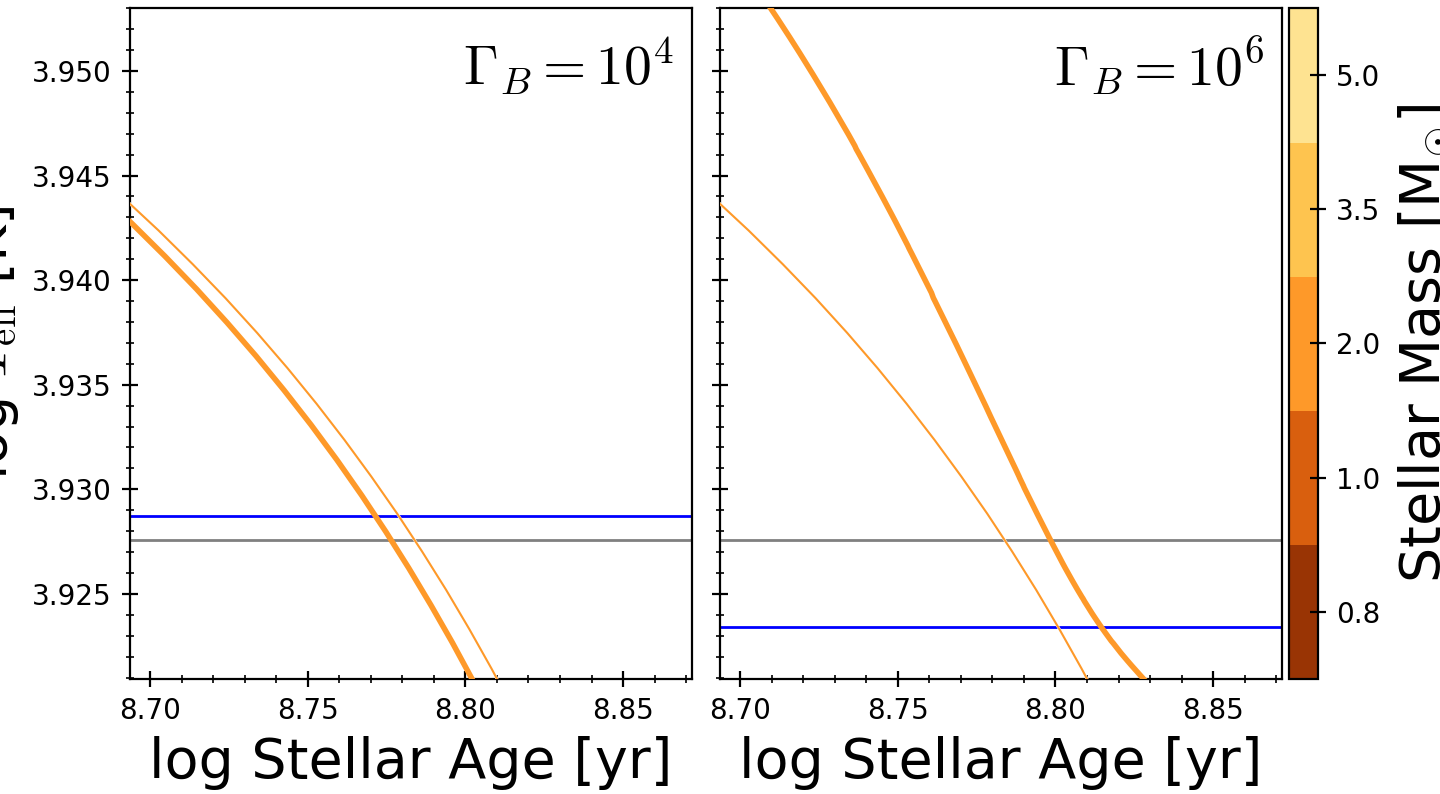 Γ_B = 10^4
Γ_B = 10^6
3.950
3.945
3.940
3.935
3.930
3.925
8.70 8.75 8.80 8.85
8.70 8.75 8.80 8.85
log Stellar Age [yr]
log Stellar Age [yr]
5.0
3.5
2.0
1.0
0.8
Stellar Mass [M☉]